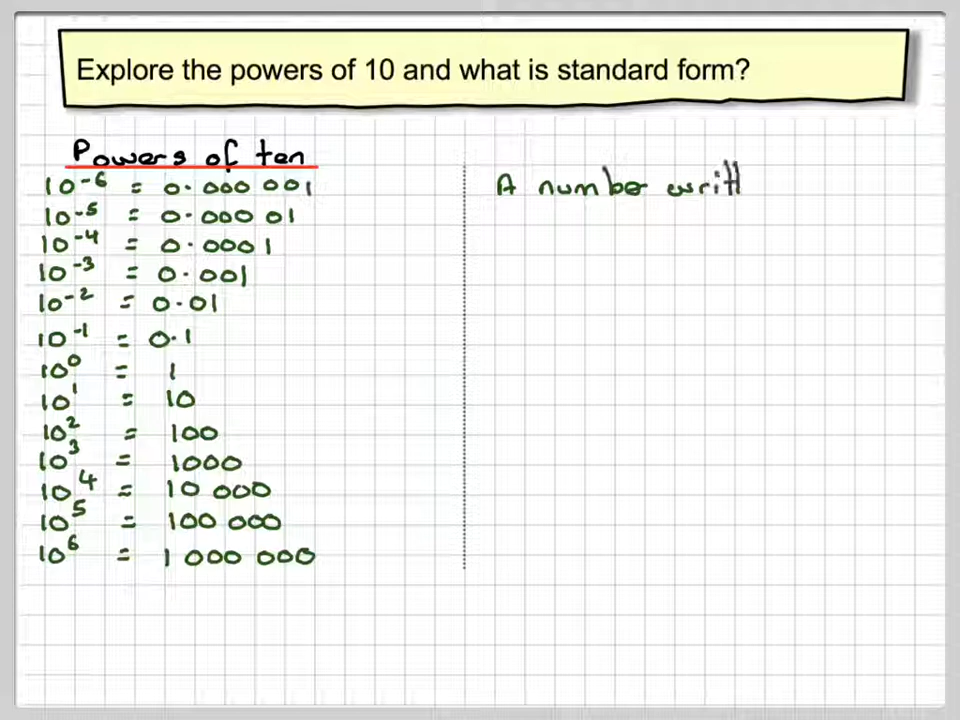 Explore the powers of 10 and what is standard form?
Powers of ten
10⁻⁶ = 0.000 001
10⁻⁵ = 0.000 01
10⁻⁴ = 0.0001
10⁻³ = 0.001
10⁻² = 0.01
10⁻¹ = 0.1
10⁰ = 1
10¹ = 10
10² = 100
10³ = 1000
10⁴ = 10 000
10⁵ = 100 000
10⁶ = 1 000 000
A number writt